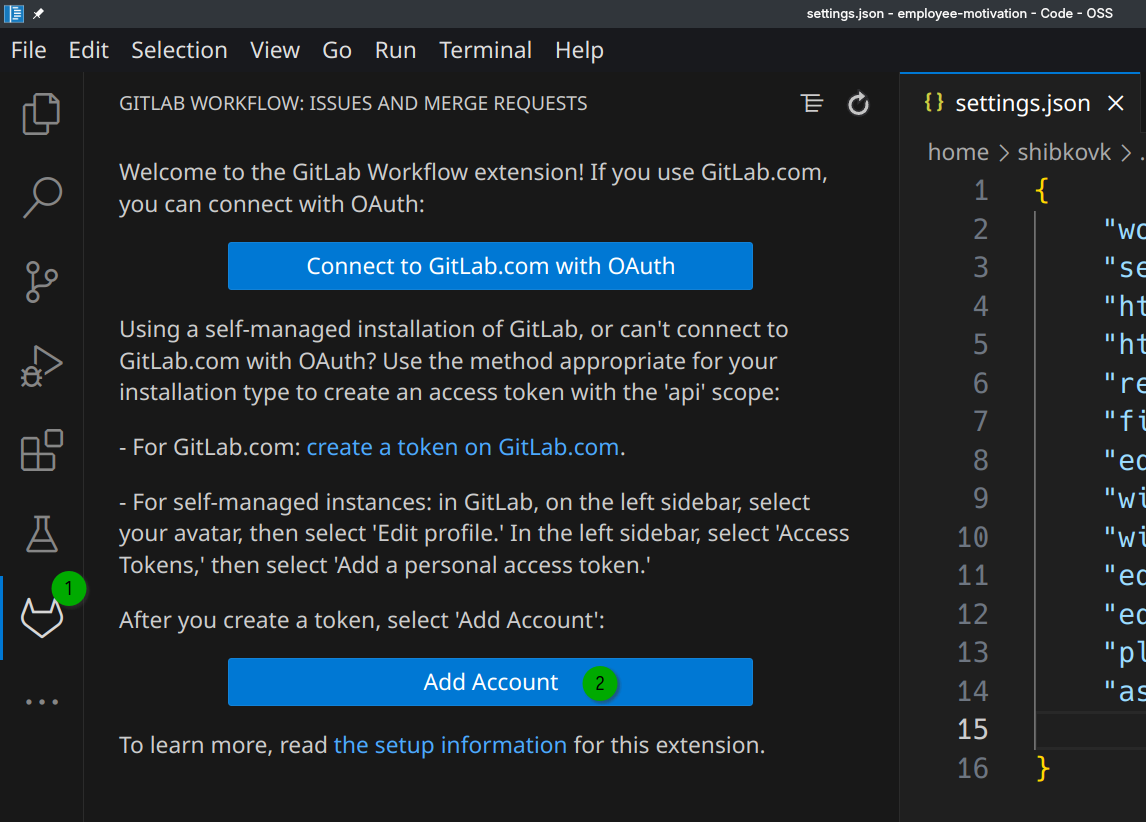 settings.json - employee-motivation - Code - OSS
File Edit Selection View Go Run Terminal Help
GITLAB WORKFLOW: ISSUES AND MERGE REQUESTS
Welcome to the GitLab Workflow extension! If you use GitLab.com,
you can connect with OAuth:
Connect to GitLab.com with OAuth
Using a self-managed installation of GitLab, or can't connect to
GitLab.com with OAuth? Use the method appropriate for your
installation type to create an access token with the 'api' scope:
- For GitLab.com: create a token on GitLab.com.
- For self-managed instances: in GitLab, on the left sidebar, select
your avatar, then select 'Edit profile.' In the left sidebar, select 'Access
Tokens,' then select 'Add a personal access token.'
1
After you create a token, select 'Add Account':
Add Account 2
To learn more, read the setup information for this extension.
{} settings.json
home > shibkovk > .
1 {
2 "wo
3 "se
4 "ht
5 "ht
6 "re
7 "fi
8 "ed
9 "wi
10 "wi
11 "ed
12 "ed
13 "pl
14 "as
15
16 }